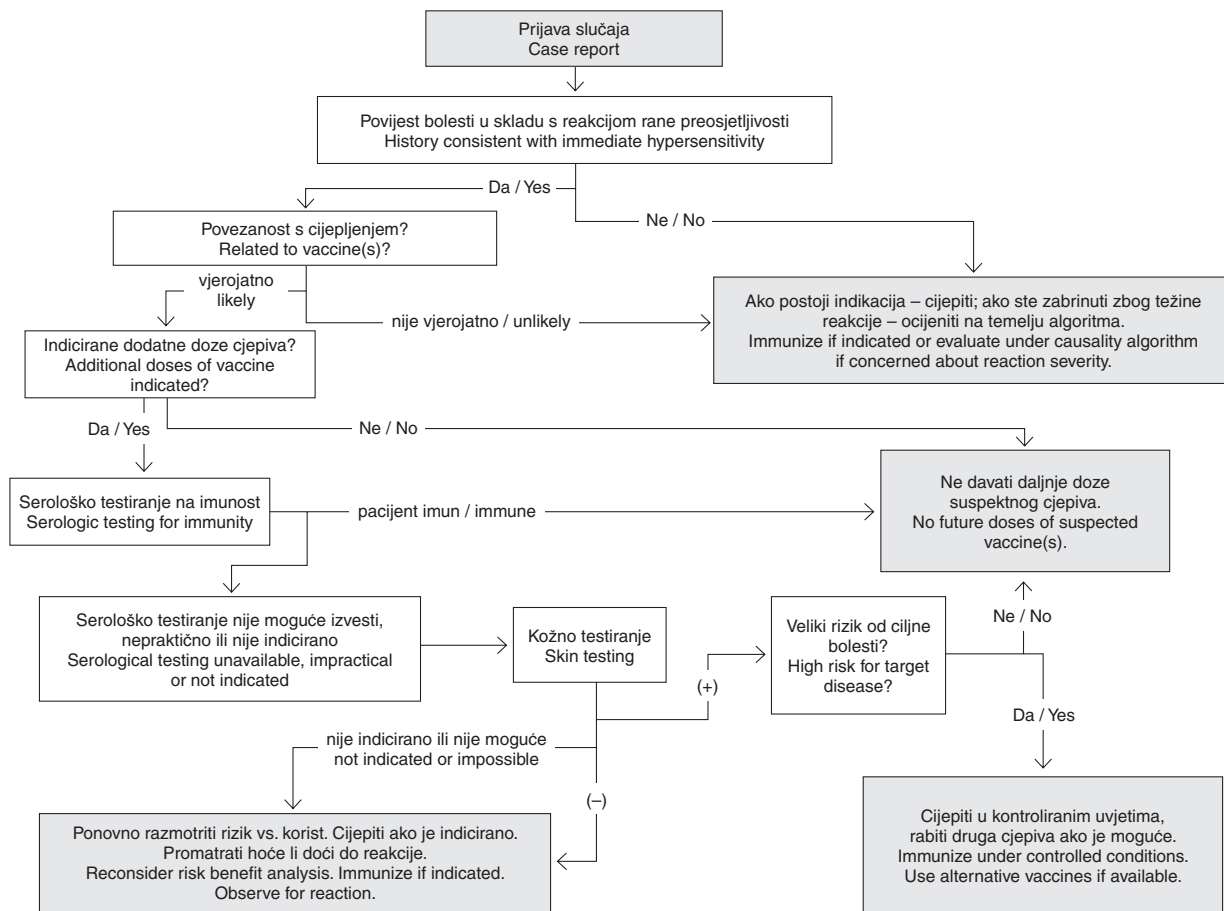 Prijava slučaja
Case report
Povijest bolesti u skladu s reakcijom rane preosjetljivosti
History consistent with immediate hypersensitivity
Da / Yes
Ne / No
Povezanost s cijepljenjem?
Related to vaccine(s)?
vjerojatno
likely
nije vjerojatno / unlikely
Ako postoji indikacija – cijepiti; ako ste zabrinuti zbog težine
reakcije – ocijeniti na temelju algoritma.
Immunize if indicated or evaluate under causality algorithm
if concerned about reaction severity.
Indicirane dodatne doze cjepiva?
Additional doses of vaccine
indicated?
Da / Yes
Ne / No
Serološko testiranje na imunost
Serologic testing for immunity
pacijent imun / immune
Ne davati daljnje doze
suspektnog cjepiva.
No future doses of suspected
vaccine(s).
Serološko testiranje nije moguće izvesti,
nepraktično ili nije indicirano
Serological testing unavailable, impractical
or not indicated
Kožno testiranje
Skin testing
(+)
Veliki rizik od ciljne
bolesti?
High risk for target
disease?
Ne / No
Da / Yes
nije indicirano ili nije moguće
not indicated or impossible
(–)
Ponovno razmotriti rizik vs. korist. Cijepiti ako je indicirano.
Promatrati hoće li doći do reakcije.
Reconsider risk benefit analysis. Immunize if indicated.
Observe for reaction.
Cijepiti u kontroliranim uvjetima,
rabiti druga cjepiva ako je moguće.
Immunize under controlled conditions.
Use alternative vaccines if available.